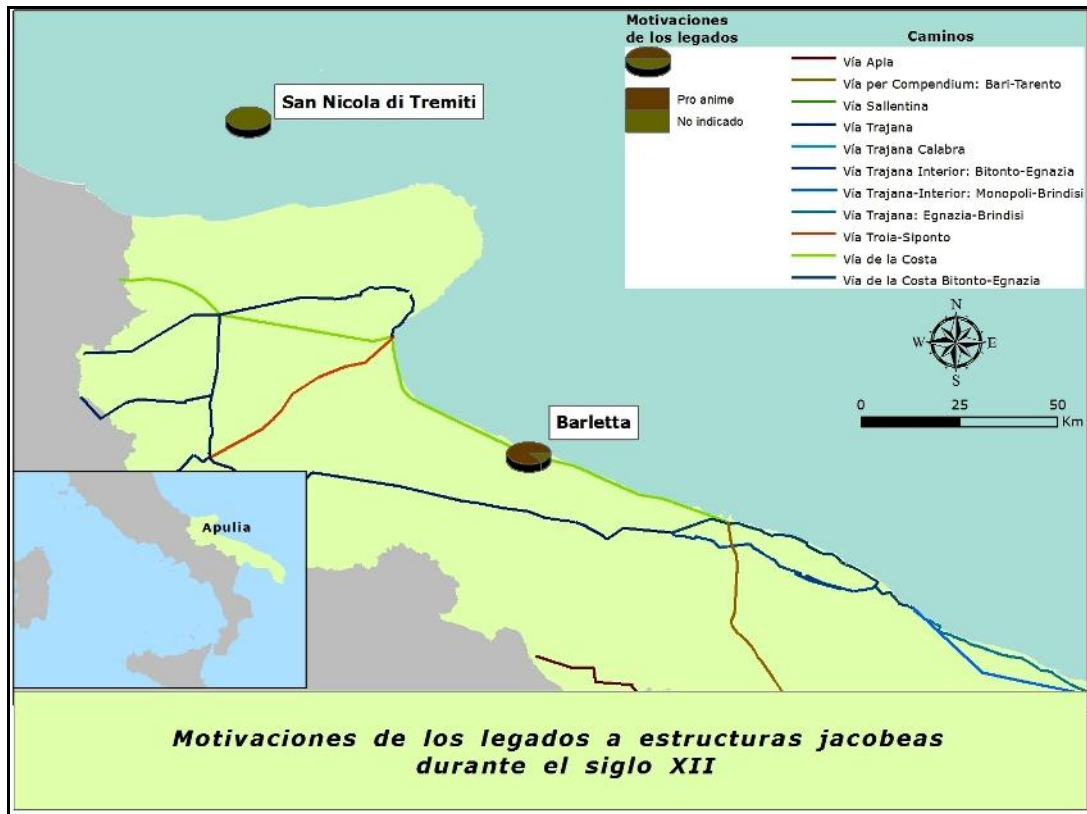 Motivaciones
de los legados
Pro anime
No indicado
Caminos
Vía Apia
Vía per Compendium: Bari-Tarento
Vía Sallentina
Vía Trajana
Vía Trajana Calabra
Vía Trajana Interior: Bitonto-Egnazia
Vía Trajana-Interior: Monopoli-Brindisi
Vía Trajana: Egnazia-Brindisi
Vía Troia-Siponto
Vía de la Costa
Vía de la Costa Bitonto-Egnazia
San Nicola di Tremiti
N
W E
S
0 25 50
Km
Barletta
Apulia
Motivaciones de los legados a estructuras jacobeas
durante el siglo XII